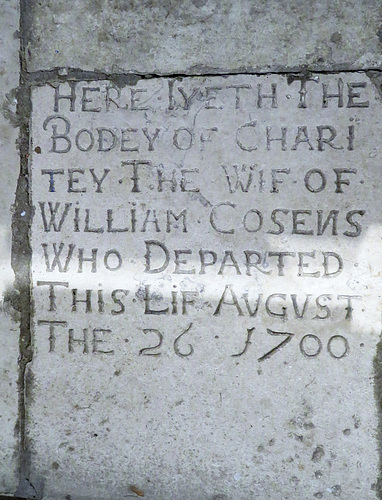 HERE·LYETH·THE
BODEY·OF·CHARI
TEY·THE·WIF·OF·
WILLIAM·COSENS
WHO·DEPARTED·
THIS·LIF·AVGVST
THE·26·1700·